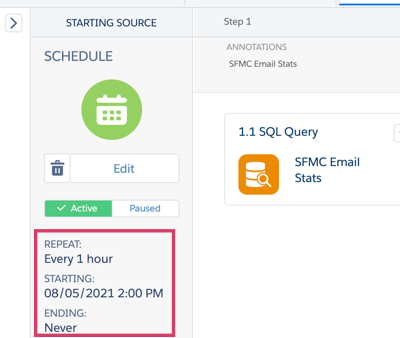 STARTING SOURCE
SCHEDULE
Edit
Active
Paused
REPEAT:
Every 1 hour
STARTING:
08/05/2021 2:00 PM
ENDING:
Never
Step 1
ANNOTATIONS
SFMC Email Stats
1.1 SQL Query
SFMC Email
Stats